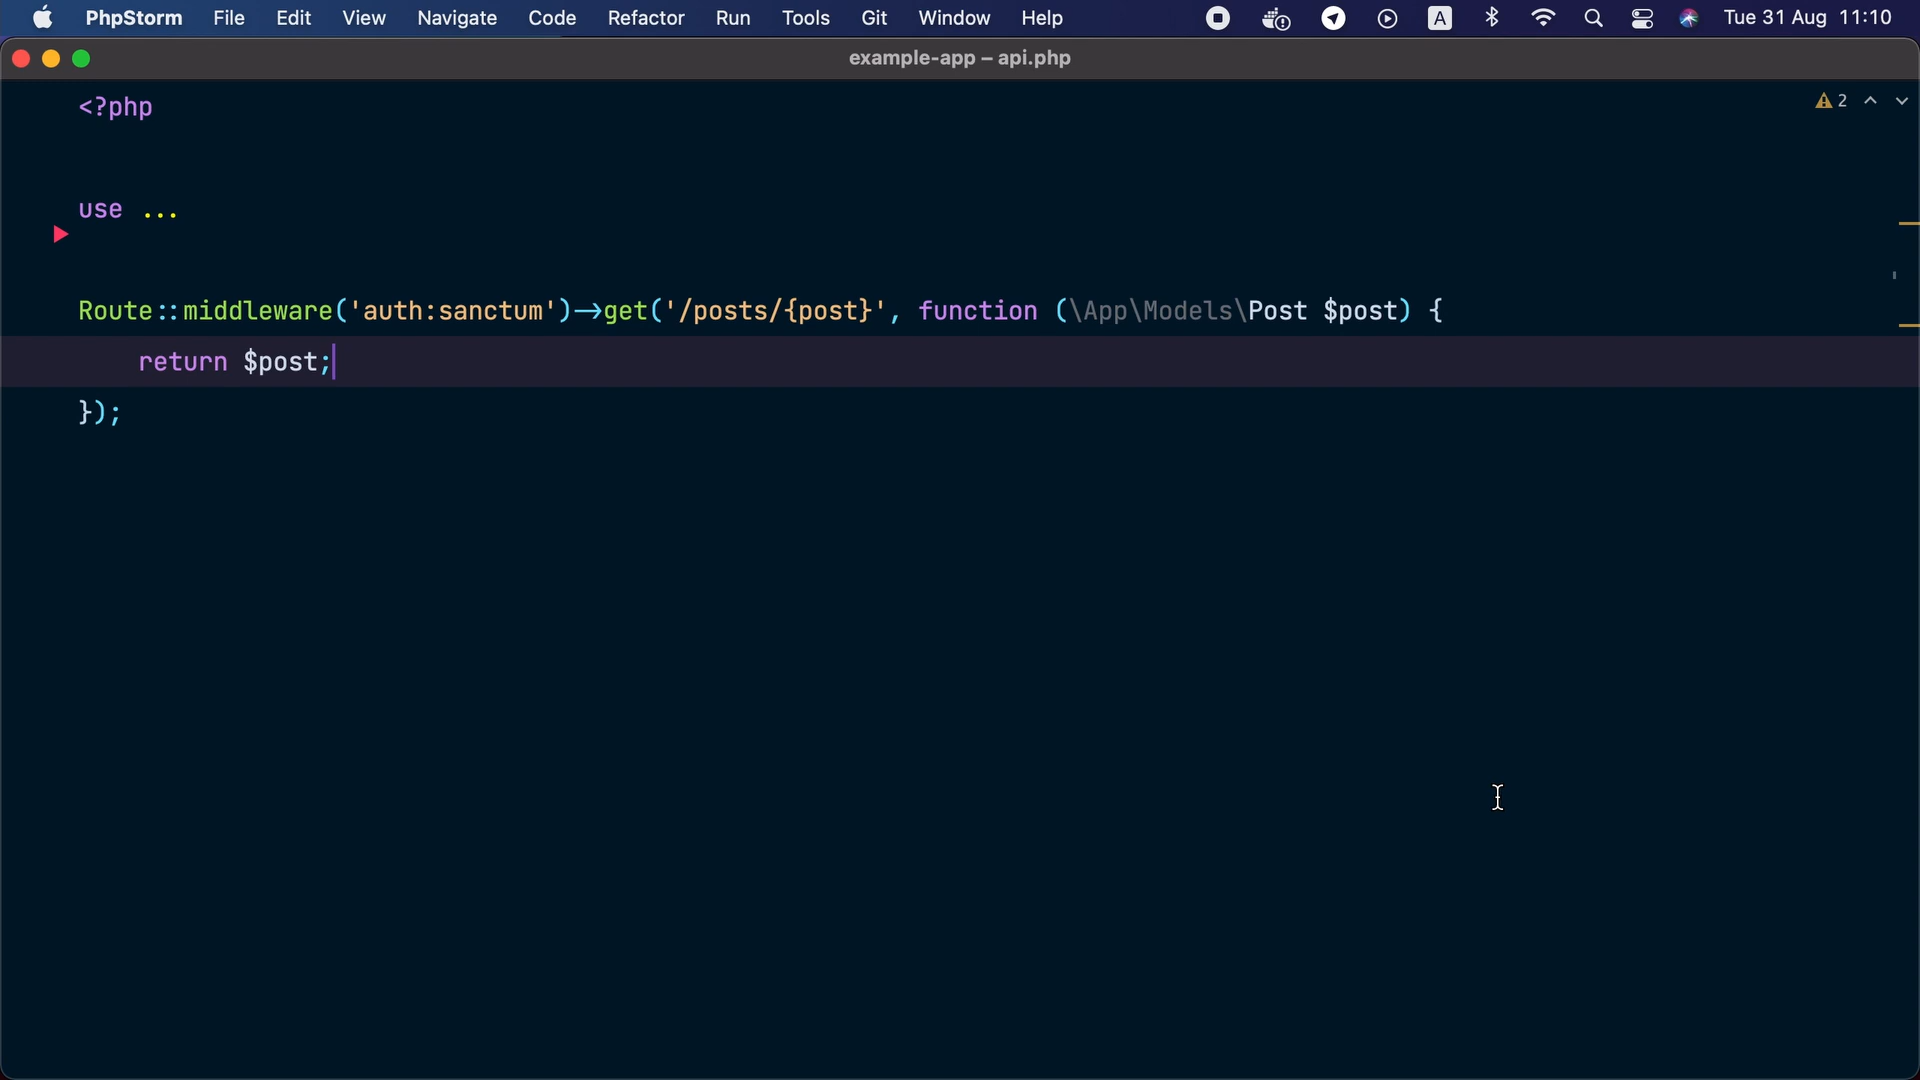 PhpStorm File Edit View Navigate Code Refactor Run Tools Git Window Help A Tue 31 Aug 11:10
example-app – api.php
<?php
2
use ...
Route::middleware('auth:sanctum')->get('/posts/{post}', function (\App\Models\Post $post) {
    return $post;
});